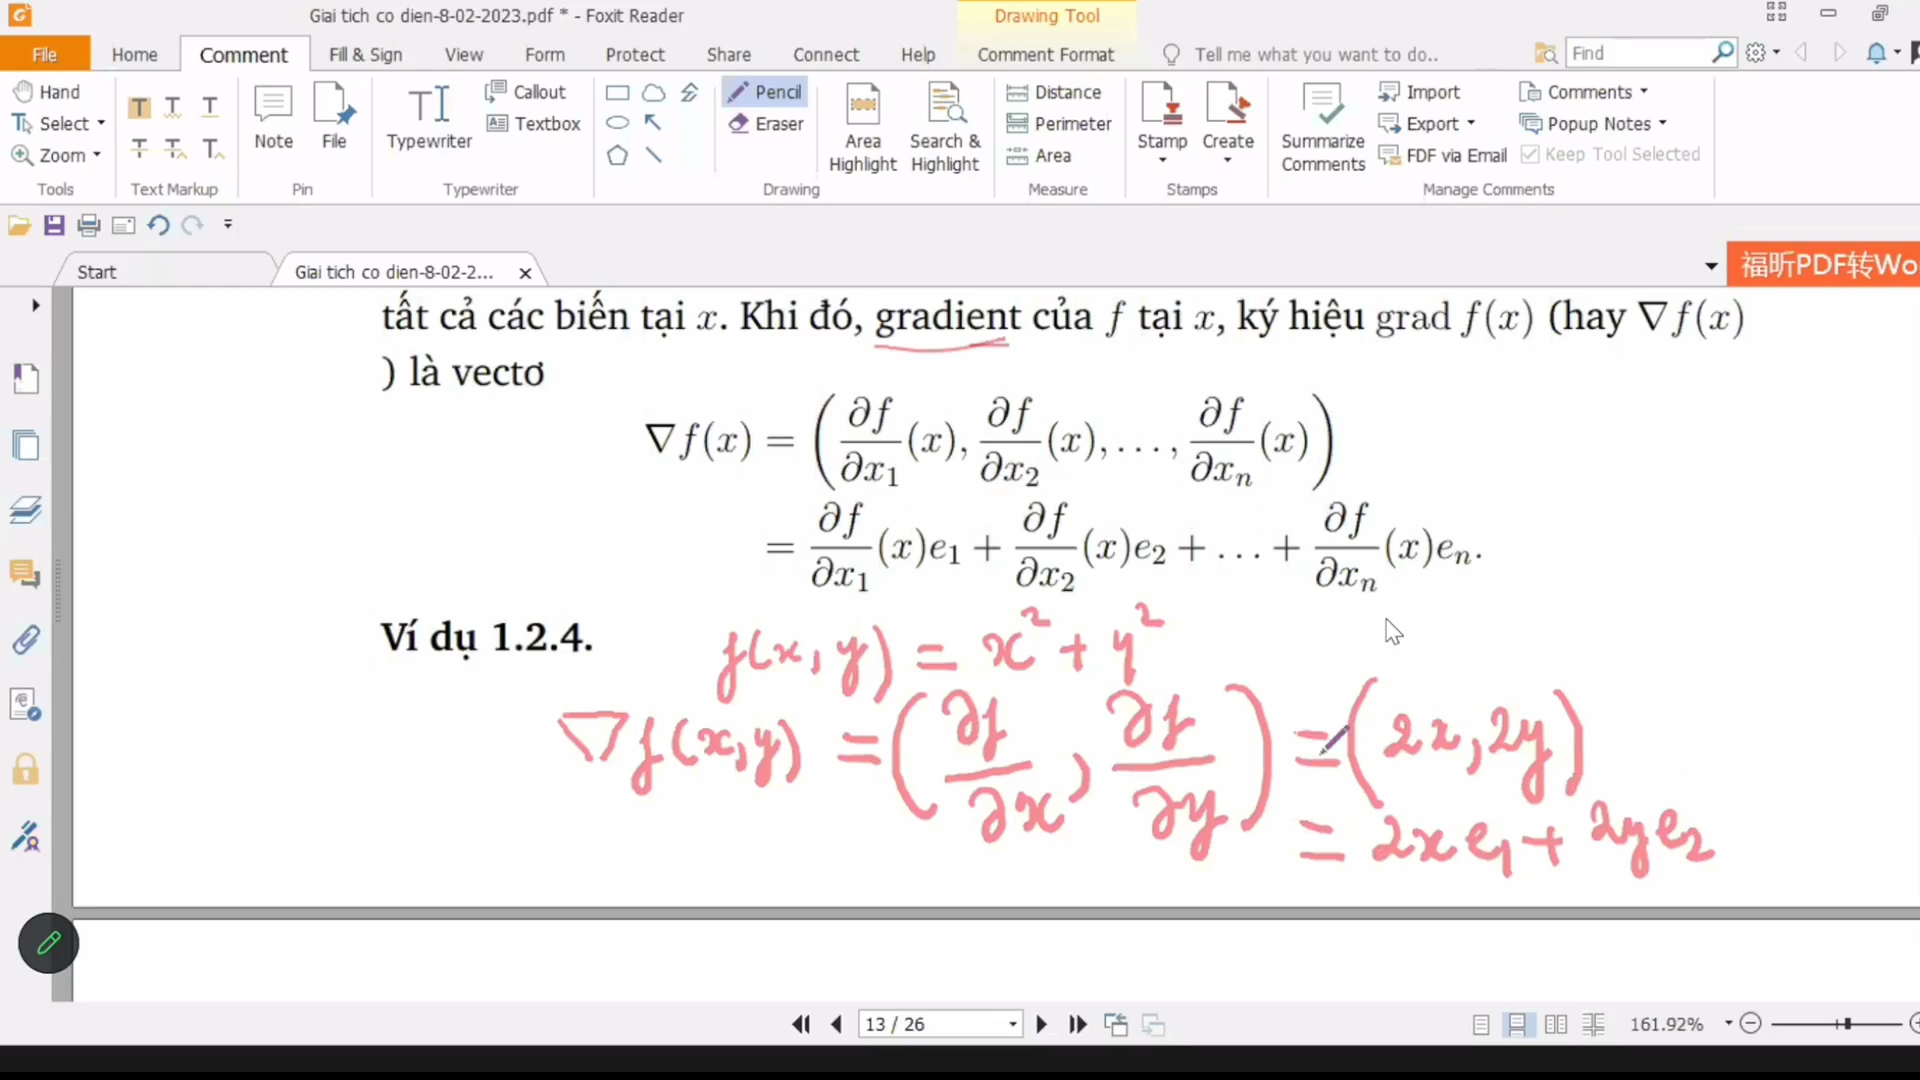 Giai tich co dien-8-02-2023.pdf * - Foxit Reader
Drawing Tool
File Home Comment Fill & Sign View Form Protect Share Connect Help Comment Format Tell me what you want to do.. Find
Hand
Select
Zoom
Tools
Text Markup
Note
File
Pin
Typewriter
Callout
Textbox
Typewriter
Pencil
Eraser
Area Highlight
Search & Highlight
Drawing
Distance
Perimeter
Area
Measure
Stamp
Create
Stamps
Summarize Comments
Import
Export
FDF via Email
Comments
Popup Notes
Keep Tool Selected
Manage Comments
Start
Giai tich co dien-8-02-2...
福昕PDF转Wo
tất cả các biến tại x. Khi đó, gradient của f tại x, ký hiệu grad f(x) (hay ∇f(x)
) là vectơ
∇f(x) = (∂f/∂x₁(x), ∂f/∂x₂(x), . . . , ∂f/∂xₙ(x))
= ∂f/∂x₁(x)e₁ + ∂f/∂x₂(x)e₂ + . . . + ∂f/∂xₙ(x)eₙ.
Ví dụ 1.2.4. f(x, y) = x² + y²
∇f(x,y) = (∂f/∂x, ∂f/∂y) = (2x, 2y)
= 2x e₁ + 2y e₂
13 / 26
161.92%